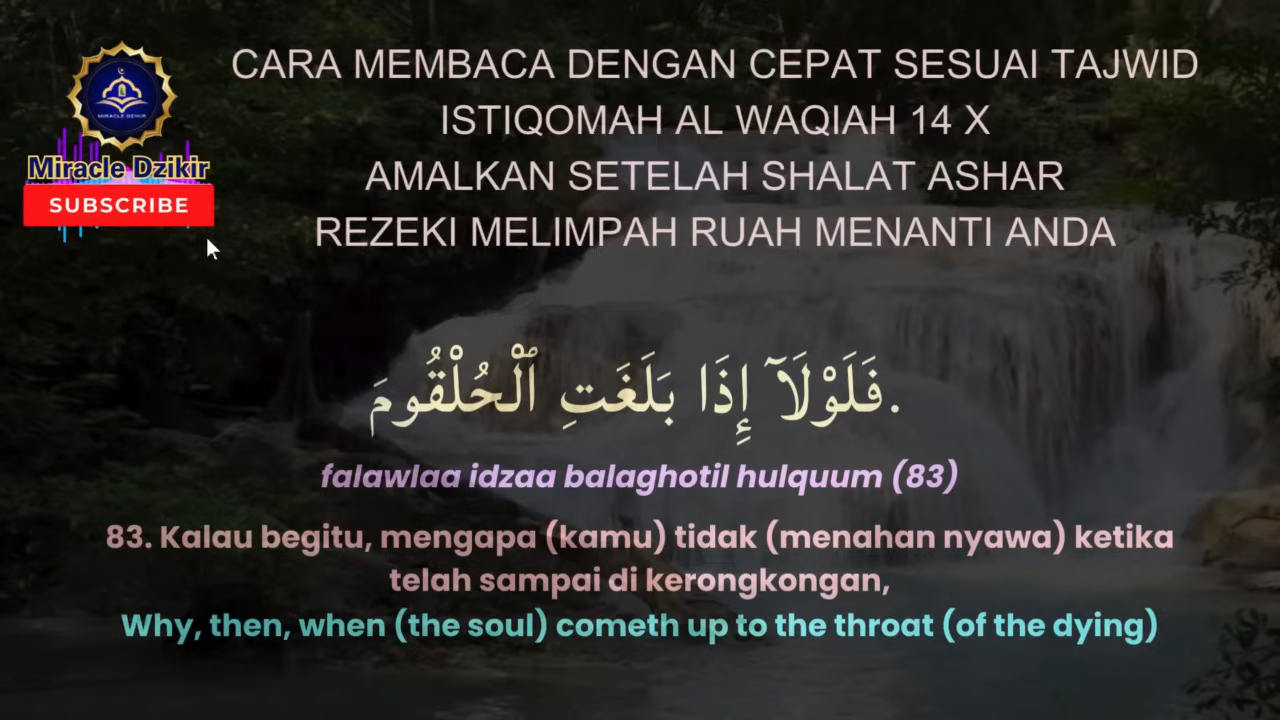 CARA MEMBACA DENGAN CEPAT SESUAI TAJWID
ISTIQOMAH AL WAQIAH 14 X
AMALKAN SETELAH SHALAT ASHAR
REZEKI MELIMPAH RUAH MENANTI ANDA
MIRACLE DZIKIR
Miracle Dzikir
SUBSCRIBE
فَلَوْلَآ إِذَا بَلَغَتِ ٱلْحُلْقُومَ.
falawlaa idzaa balaghotil hulquum (83)
83. Kalau begitu, mengapa (kamu) tidak (menahan nyawa) ketika
telah sampai di kerongkongan,
Why, then, when (the soul) cometh up to the throat (of the dying)